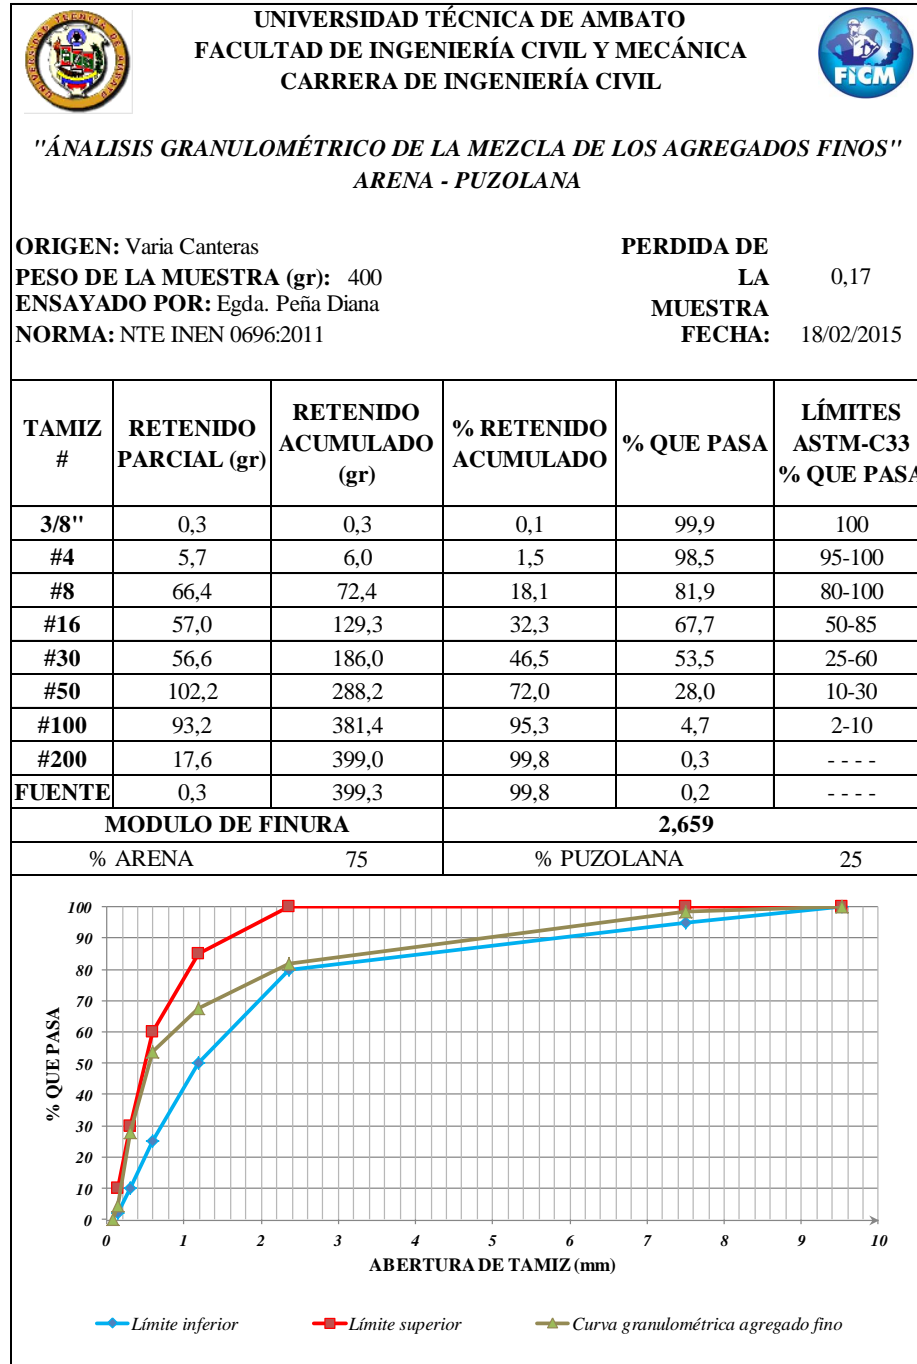 UNIVERSIDAD TÉCNICA DE AMBATO
FACULTAD DE INGENIERÍA CIVIL Y MECÁNICA
CARRERA DE INGENIERÍA CIVIL
FICM
"ÁNALISIS GRANULOMÉTRICO DE LA MEZCLA DE LOS AGREGADOS FINOS"
ARENA - PUZOLANA
ORIGEN: Varia Canteras
PESO DE LA MUESTRA (gr): 400
ENSAYADO POR: Egda. Peña Diana
NORMA: NTE INEN 0696:2011
PERDIDA DE
LA 0,17
MUESTRA
FECHA: 18/02/2015
TAMIZ # RETENIDO PARCIAL (gr) RETENIDO ACUMULADO (gr) % RETENIDO ACUMULADO % QUE PASA LÍMITES ASTM-C33 % QUE PASA
3/8" 0,3 0,3 0,1 99,9 100
#4 5,7 6,0 1,5 98,5 95-100
#8 66,4 72,4 18,1 81,9 80-100
#16 57,0 129,3 32,3 67,7 50-85
#30 56,6 186,0 46,5 53,5 25-60
#50 102,2 288,2 72,0 28,0 10-30
#100 93,2 381,4 95,3 4,7 2-10
#200 17,6 399,0 99,8 0,3 - - - -
FUENTE 0,3 399,3 99,8 0,2 - - - -
MODULO DE FINURA 2,659
% ARENA 75 % PUZOLANA 25
100
90
80
70
60
50
40
30
20
10
0
% QUE PASA
0 1 2 3 4 5 6 7 8 9 10
ABERTURA DE TAMIZ (mm)
Límite inferior Límite superior Curva granulométrica agregado fino